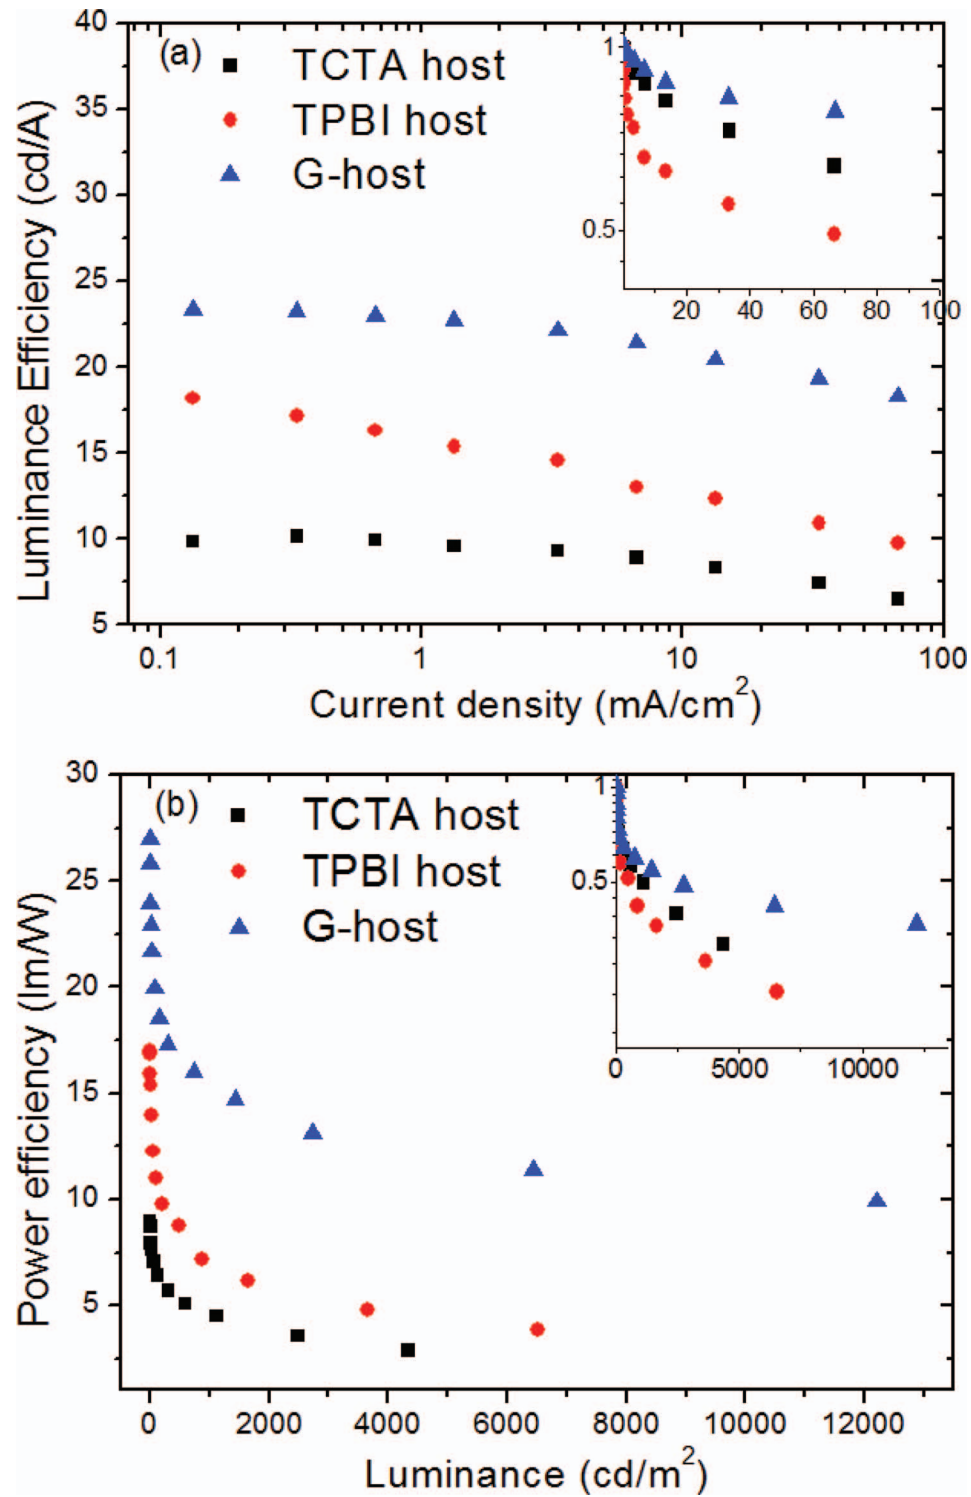 (a)
TCTA host
TPBI host
G-host
Luminance Efficiency (cd/A)
40
35
30
25
20
15
10
5
0.1 1 10 100
Current density (mA/cm²)
1
0.5
20 40 60 80 100
(b)
TCTA host
TPBI host
G-host
Power efficiency (lm/W)
30
25
20
15
10
5
0 2000 4000 6000 8000 10000 12000
Luminance (cd/m²)
1
0.5
0 5000 10000